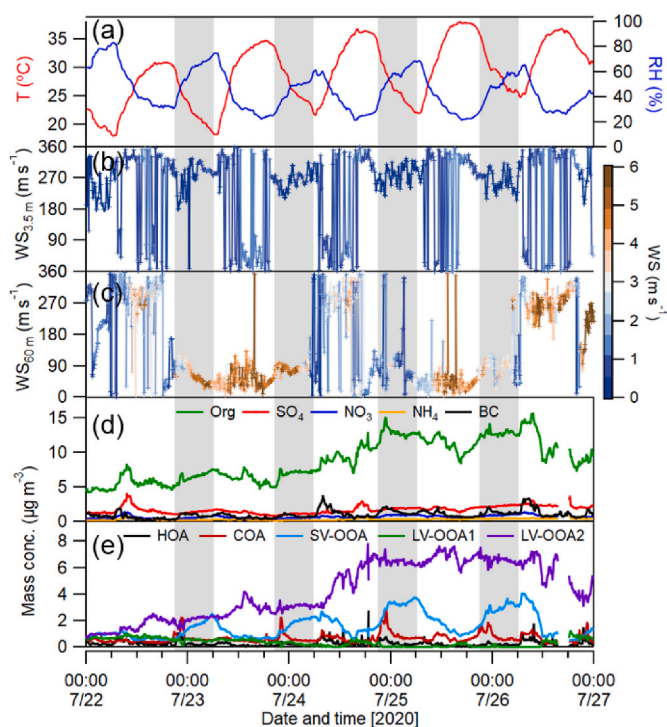 (a)
T (°C)
35
30
25
20
100
80
60
40
20
0
RH (%)
(b)
WS3.5 m (m s-1)
360
270
180
90
(c)
WS60 m (m s-1)
360
270
180
90
0
6
5
4
3
2
1
0
WS (m s-1)
(d)
Org SO4 NO3 NH4 BC
15
10
5
0
Mass conc. (µg m-3)
(e)
HOA COA SV-OOA LV-OOA1 LV-OOA2
8
6
4
2
0
00:00 00:00 00:00 00:00 00:00 00:00
7/22 7/23 7/24 7/25 7/26 7/27
Date and time [2020]